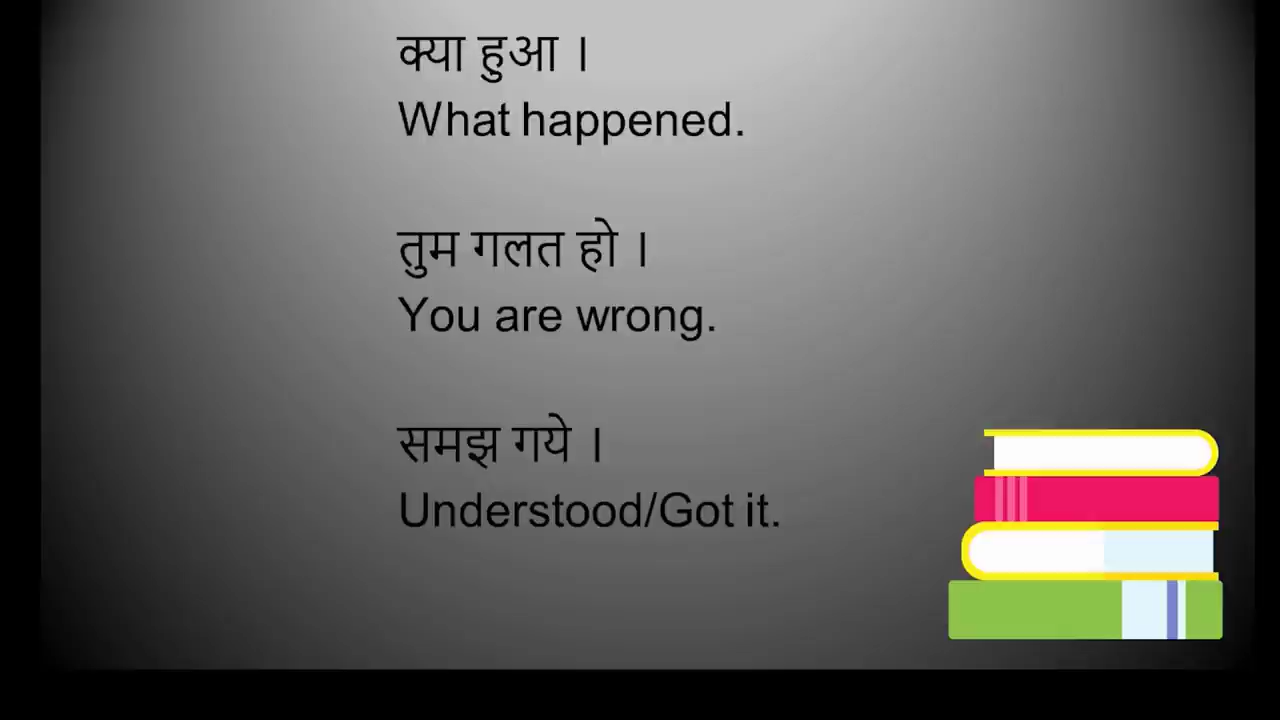 क्या हुआ ।
What happened.
तुम गलत हो ।
You are wrong.
समझ गये ।
Understood/Got it.